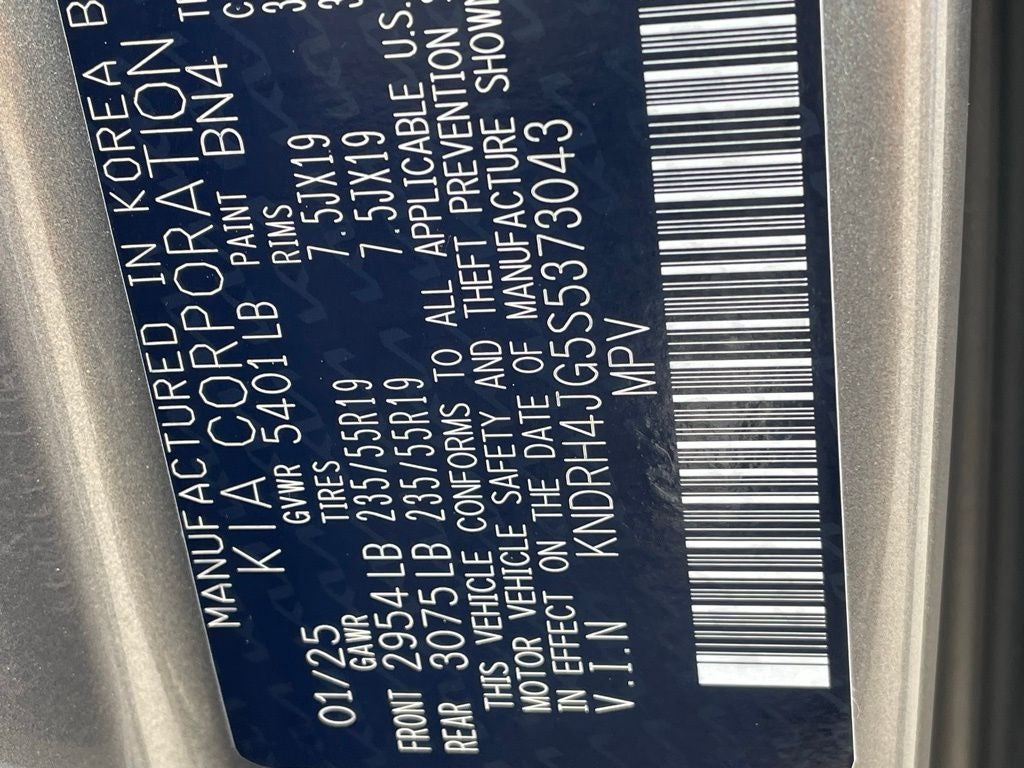 MANUFACTURED IN KOREA B
KIA CORPORATION
01/25 GVWR 5401 LB PAINT BN4
GAWR TIRES RIMS
FRONT 2954 LB 235/55R19 7.5JX19
REAR 3075 LB 235/55R19 7.5JX19
THIS VEHICLE CONFORMS TO ALL APPLICABLE U.S.
MOTOR VEHICLE SAFETY AND THEFT PREVENTION
IN EFFECT ON THE DATE OF MANUFACTURE SHOWN
V.I.N KNDRH4JG5S5373043
MPV